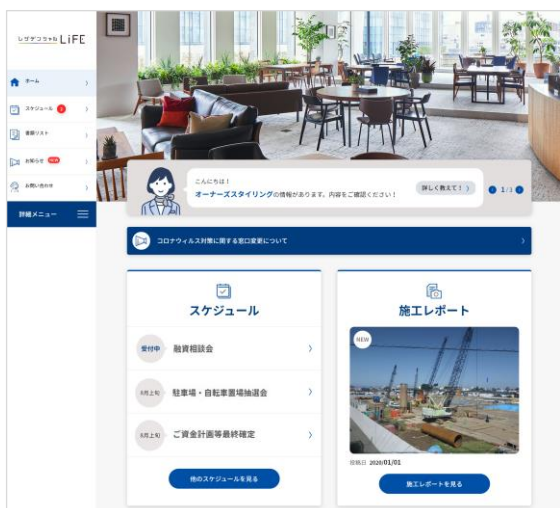 LiFE
ホーム
スケジュール
書類リスト
お知らせ NEW
お問い合わせ
詳細メニュー
こんにちは！
オーナーズスタイリングの情報があります。内容をご確認ください！
詳しく教えて！
1/3
コロナウィルス対策に関する窓口変更について
スケジュール
受付中 融資相談会
8月上旬 駐車場・自転車置場抽選会
8月上旬 ご資金計画等最終確定
他のスケジュールを見る
施工レポート
NEW
投稿日 2020/01/01
施工レポートを見る